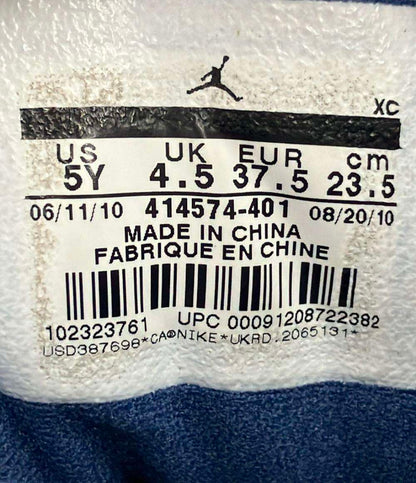 XC
US UK EUR cm
5Y 4.5 37.5 23.5
06/11/10 414574-401 08/20/10
MADE IN CHINA
FABRIQUE EN CHINE
102323761 UPC 00091208722382
USD387698*CA®NIKE*UKRD.2065131*